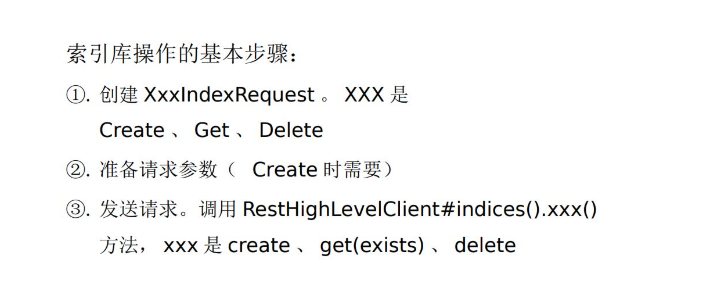 索引库操作的基本步骤：
①. 创建 XxxIndexRequest 。 XXX 是
Create 、 Get 、 Delete
②. 准备请求参数（ Create 时需要）
③. 发送请求。调用 RestHighLevelClient#indices().xxx()
方法， xxx 是 create 、 get(exists) 、 delete